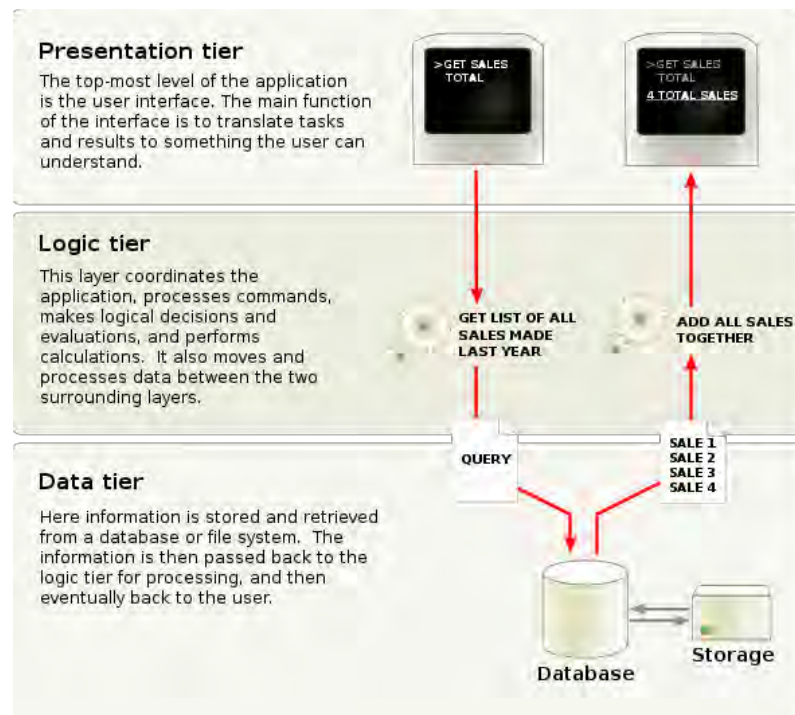 Presentation tier
The top-most level of the application
is the user interface. The main function
of the interface is to translate tasks
and results to something the user can
understand.
>GET SALES
TOTAL
>GET SALES
TOTAL
4 TOTAL SALES
Logic tier
This layer coordinates the
application, processes commands,
makes logical decisions and
evaluations, and performs
calculations.  It also moves and
processes data between the two
surrounding layers.
GET LIST OF ALL
SALES MADE
LAST YEAR
ADD ALL SALES
TOGETHER
QUERY
SALE 1
SALE 2
SALE 3
SALE 4
Data tier
Here information is stored and retrieved
from a database or file system.  The
information is then passed back to the
logic tier for processing, and then
eventually back to the user.
Database
Storage